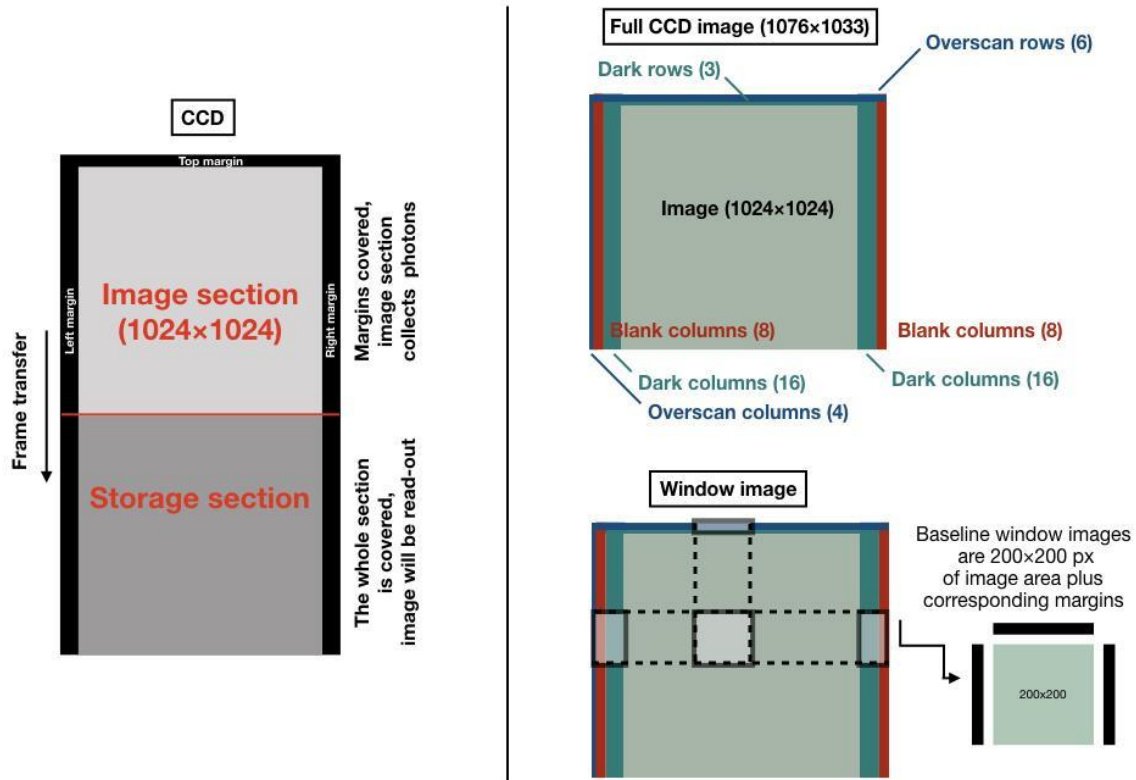 CCD
Top margin
Left margin
Image section
(1024×1024)
Right margin
Storage section
Frame transfer
Margins covered,
image section
collects photons
The whole section
is covered,
image will be read-out
Full CCD image (1076×1033)
Overscan rows (6)
Dark rows (3)
Image (1024×1024)
Blank columns (8)
Blank columns (8)
Dark columns (16)
Dark columns (16)
Overscan columns (4)
Window image
Baseline window images
are 200×200 px
of image area plus
corresponding margins
200x200